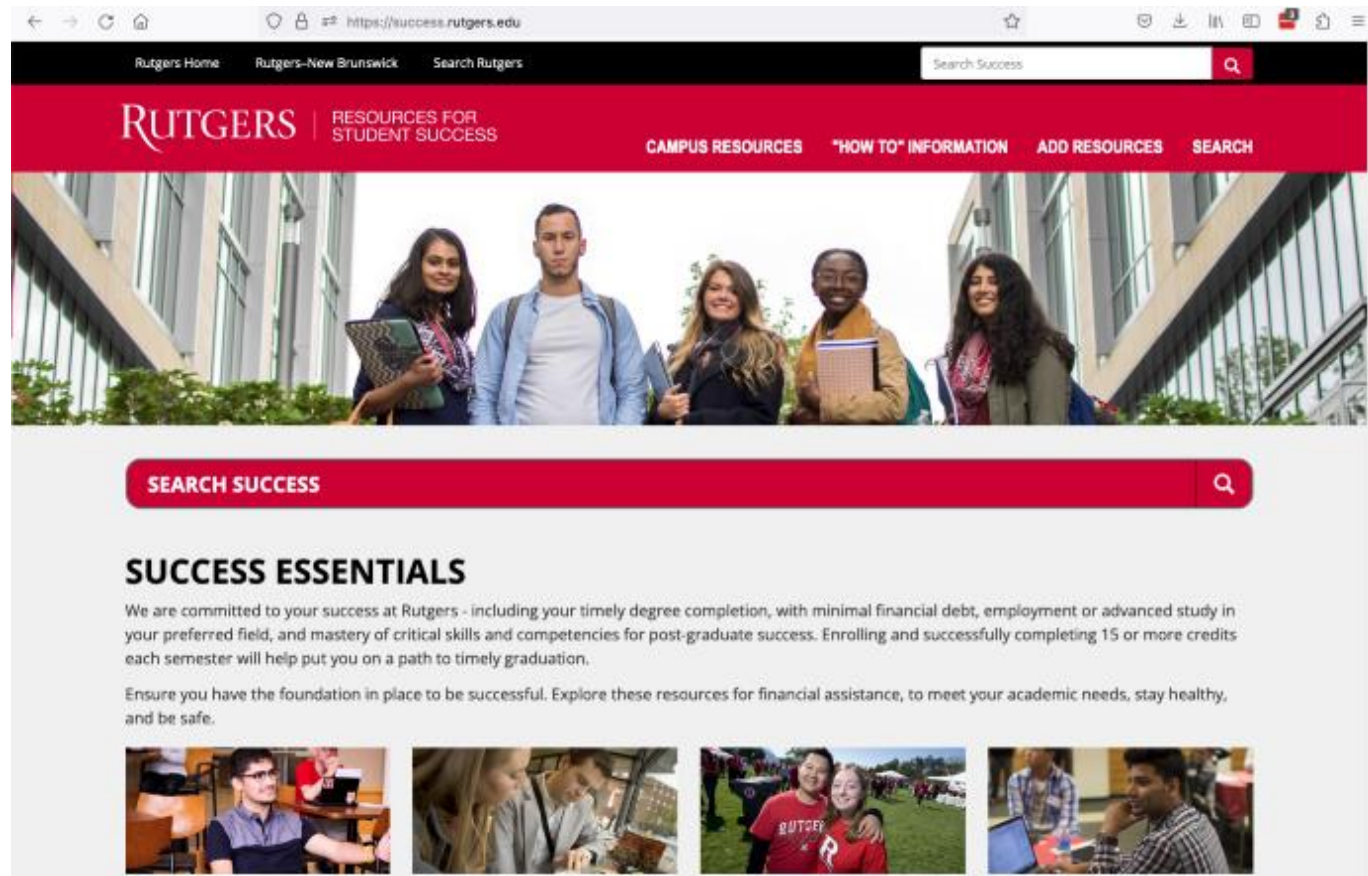 https://success.rutgers.edu
3
Rutgers Home Rutgers–New Brunswick Search Rutgers Search Success
RUTGERS RESOURCES FOR
STUDENT SUCCESS
CAMPUS RESOURCES "HOW TO" INFORMATION ADD RESOURCES SEARCH
SEARCH SUCCESS
SUCCESS ESSENTIALS
We are committed to your success at Rutgers - including your timely degree completion, with minimal financial debt, employment or advanced study in
your preferred field, and mastery of critical skills and competencies for post-graduate success. Enrolling and successfully completing 15 or more credits
each semester will help put you on a path to timely graduation.
Ensure you have the foundation in place to be successful. Explore these resources for financial assistance, to meet your academic needs, stay healthy,
and be safe.
RUTGERS
R